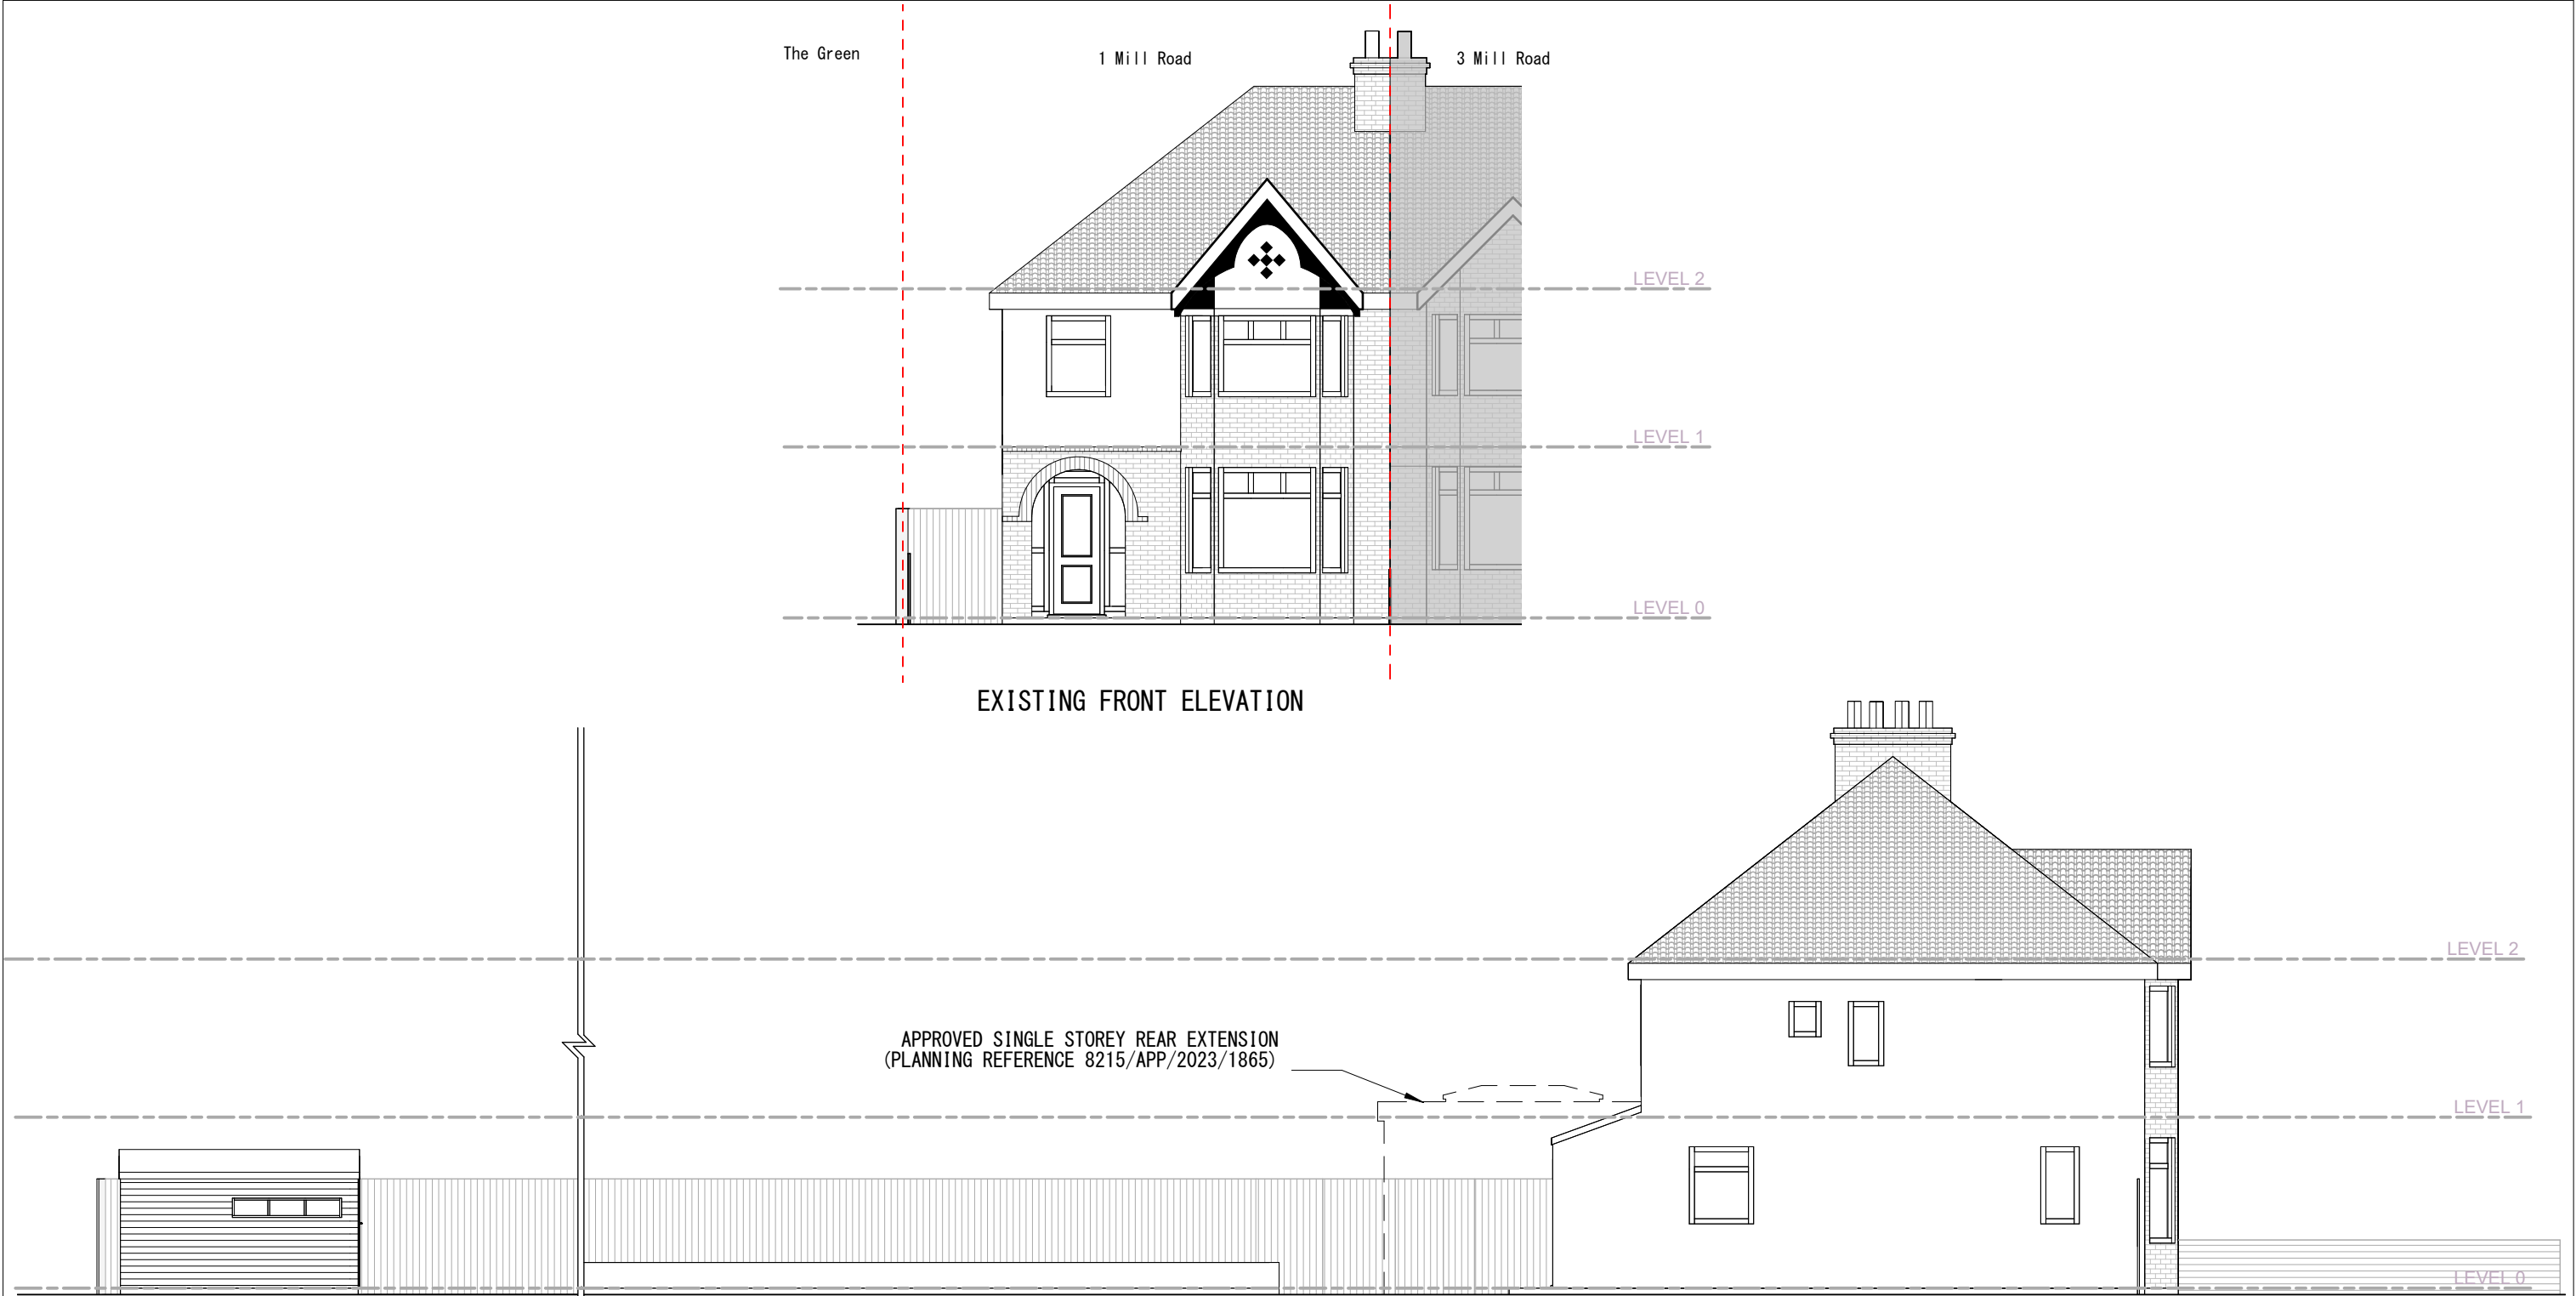 The Green
1 Mill Road
3 Mill Road
LEVEL 2
LEVEL 1
LEVEL 0
EXISTING FRONT ELEVATION
LEVEL 2
APPROVED SINGLE STOREY REAR EXTENSION
(PLANNING REFERENCE 8215/APP/2023/1865)
LEVEL 1
LEVEL 0